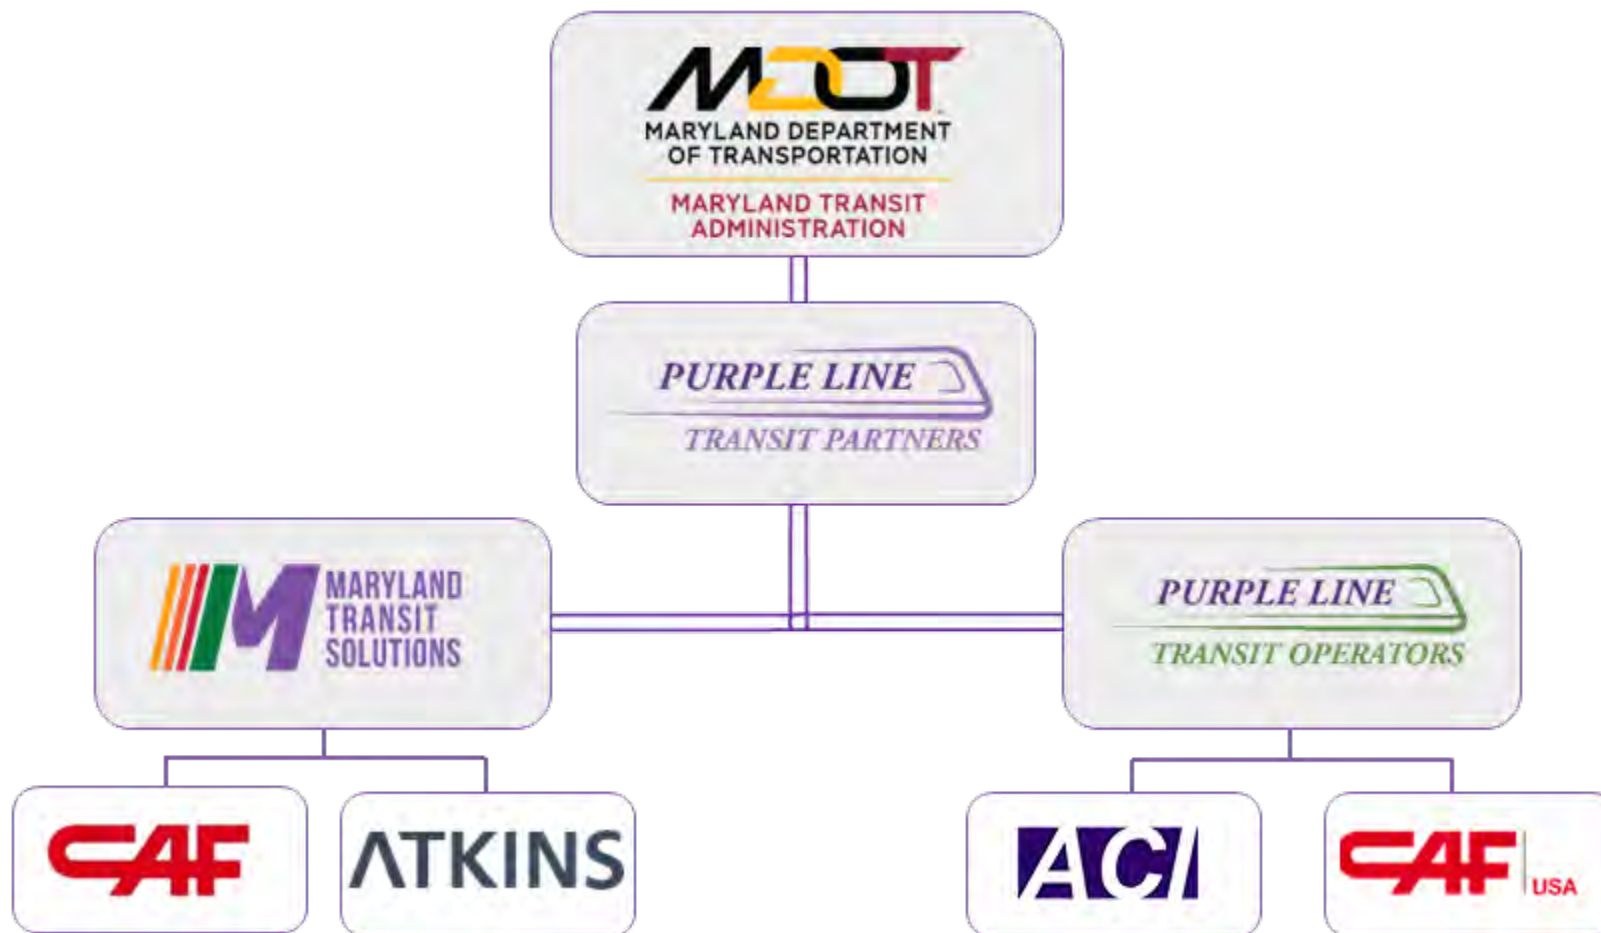 MDOT
MARYLAND DEPARTMENT
OF TRANSPORTATION
MARYLAND TRANSIT
ADMINISTRATION
PURPLE LINE
TRANSIT PARTNERS
M MARYLAND
TRANSIT
SOLUTIONS
PURPLE LINE
TRANSIT OPERATORS
CAF
ATKINS
ACI
CAF USA